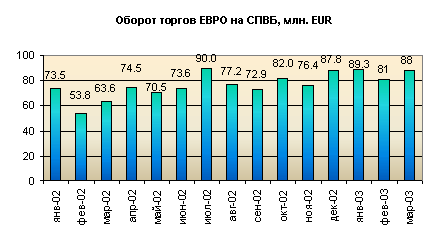 Оборот торгов ЕВРО на СПВБ, млн. EUR
100
80
60
40
20
0
73.5
53.8
63.6
74.5
70.5
73.6
90.0
77.2
72.9
82.0
76.4
87.8
89.3
81
88
янв-02
фев-02
мар-02
апр-02
май-02
июн-02
июл-02
авг-02
сен-02
окт-02
ноя-02
дек-02
янв-03
фев-03
мар-03